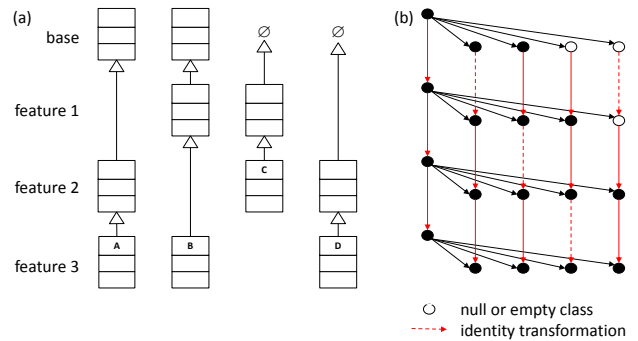 (a)
(b)
base
∅
∅
feature 1
feature 2
C
feature 3
A
B
D
null or empty class
identity transformation